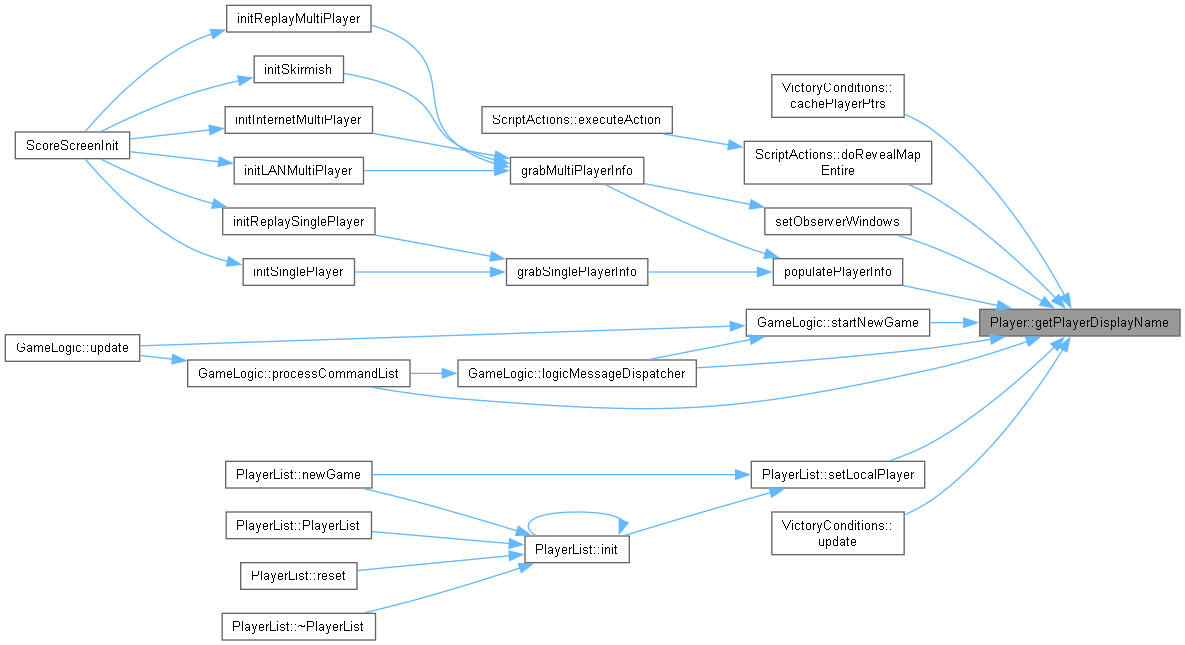 initReplayMultiPlayer
initSkirmish
VictoryConditions::
cachePlayerPtrs
initInternetMultiPlayer
ScriptActions::executeAction
ScoreScreenInit
ScriptActions::doRevealMap
Entire
initLANMultiPlayer
grabMultiPlayerInfo
initReplaySinglePlayer
setObserverWindows
initSinglePlayer
grabSinglePlayerInfo
populatePlayerInfo
GameLogic::startNewGame
Player::getPlayerDisplayName
GameLogic::update
GameLogic::processCommandList
GameLogic::logicMessageDispatcher
PlayerList::newGame
PlayerList::setLocalPlayer
PlayerList::PlayerList
VictoryConditions::
update
PlayerList::init
PlayerList::reset
PlayerList::~PlayerList